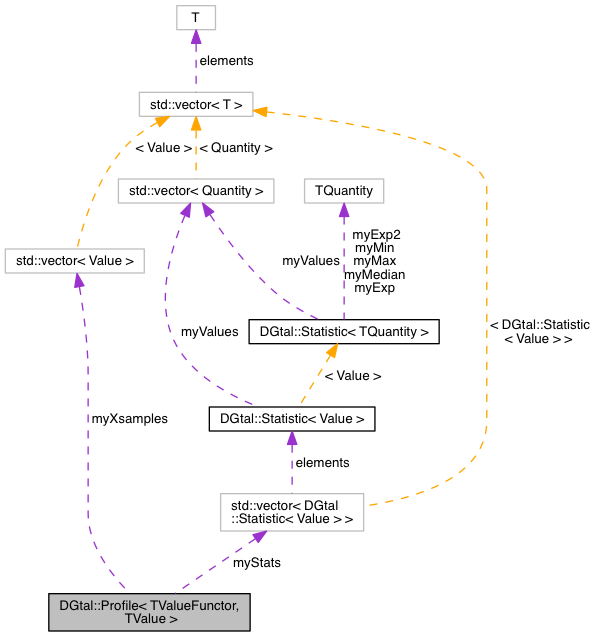 T
elements
std::vector< T >
< Value >
< Quantity >
std::vector< Quantity >
TQuantity
myExp2
myMin
myMax
myMedian
myExp
myValues
std::vector< Value >
DGtal::Statistic< TQuantity >
< DGtal::Statistic
< Value > >
myValues
< Value >
DGtal::Statistic< Value >
myXsamples
elements
std::vector< DGtal
::Statistic< Value > >
myStats
DGtal::Profile< TValueFunctor,
TValue >